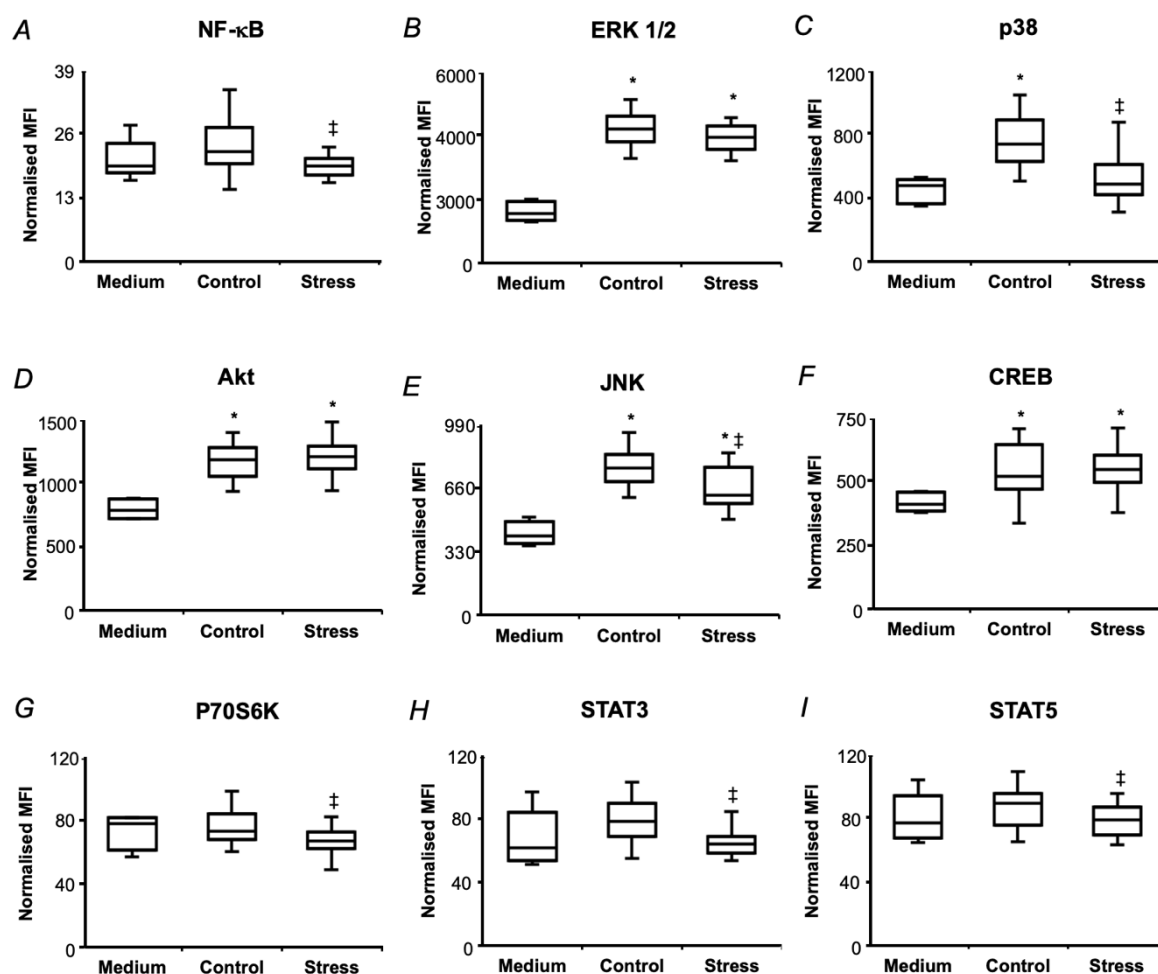 A NF-κB
Normalised MFI
39
26
13
0
‡
Medium Control Stress
B ERK 1/2
Normalised MFI
6000
4000
3000
0
* *
Medium Control Stress
C p38
Normalised MFI
1200
800
400
0
* ‡
Medium Control Stress
D Akt
Normalised MFI
1500
1000
500
0
* *
Medium Control Stress
E JNK
Normalised MFI
990
660
330
0
* * ‡
Medium Control Stress
F CREB
Normalised MFI
750
500
250
0
* *
Medium Control Stress
G P70S6K
Normalised MFI
120
80
40
0
‡
Medium Control Stress
H STAT3
Normalised MFI
120
80
40
0
‡
Medium Control Stress
I STAT5
Normalised MFI
120
80
40
0
‡
Medium Control Stress